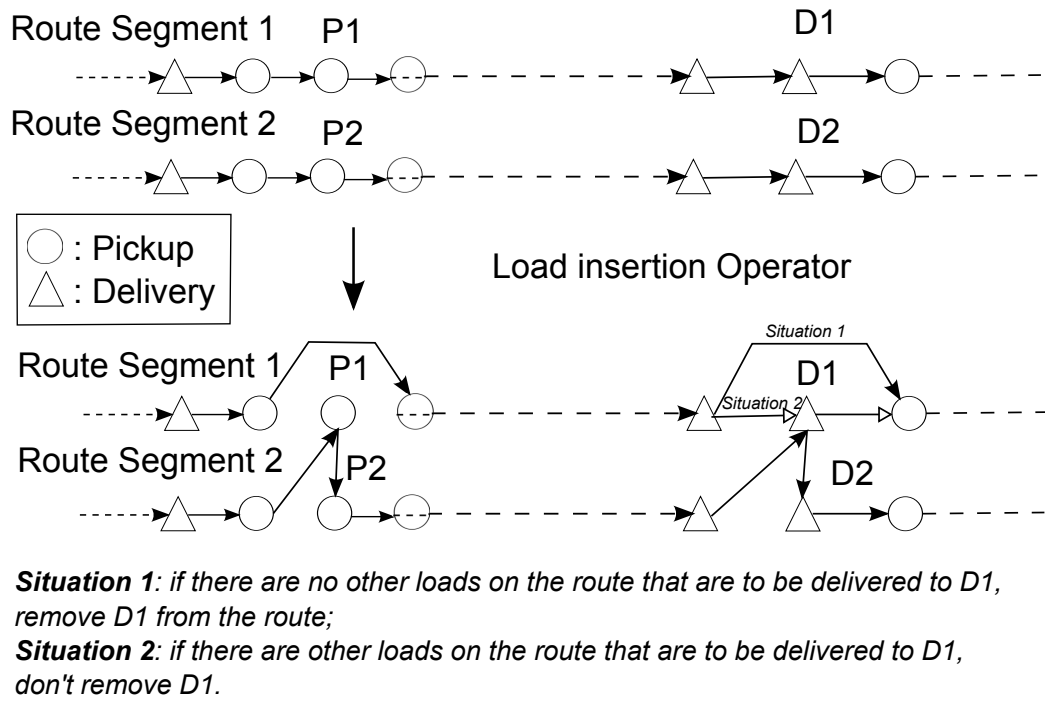 Route Segment 1
P1
D1
Route Segment 2
P2
D2
: Pickup
: Delivery
Load insertion Operator
Situation 1
Route Segment 1
P1
D1
Situation 2
Route Segment 2
P2
D2
Situation 1: if there are no other loads on the route that are to be delivered to D1,
remove D1 from the route;
Situation 2: if there are other loads on the route that are to be delivered to D1,
don't remove D1.